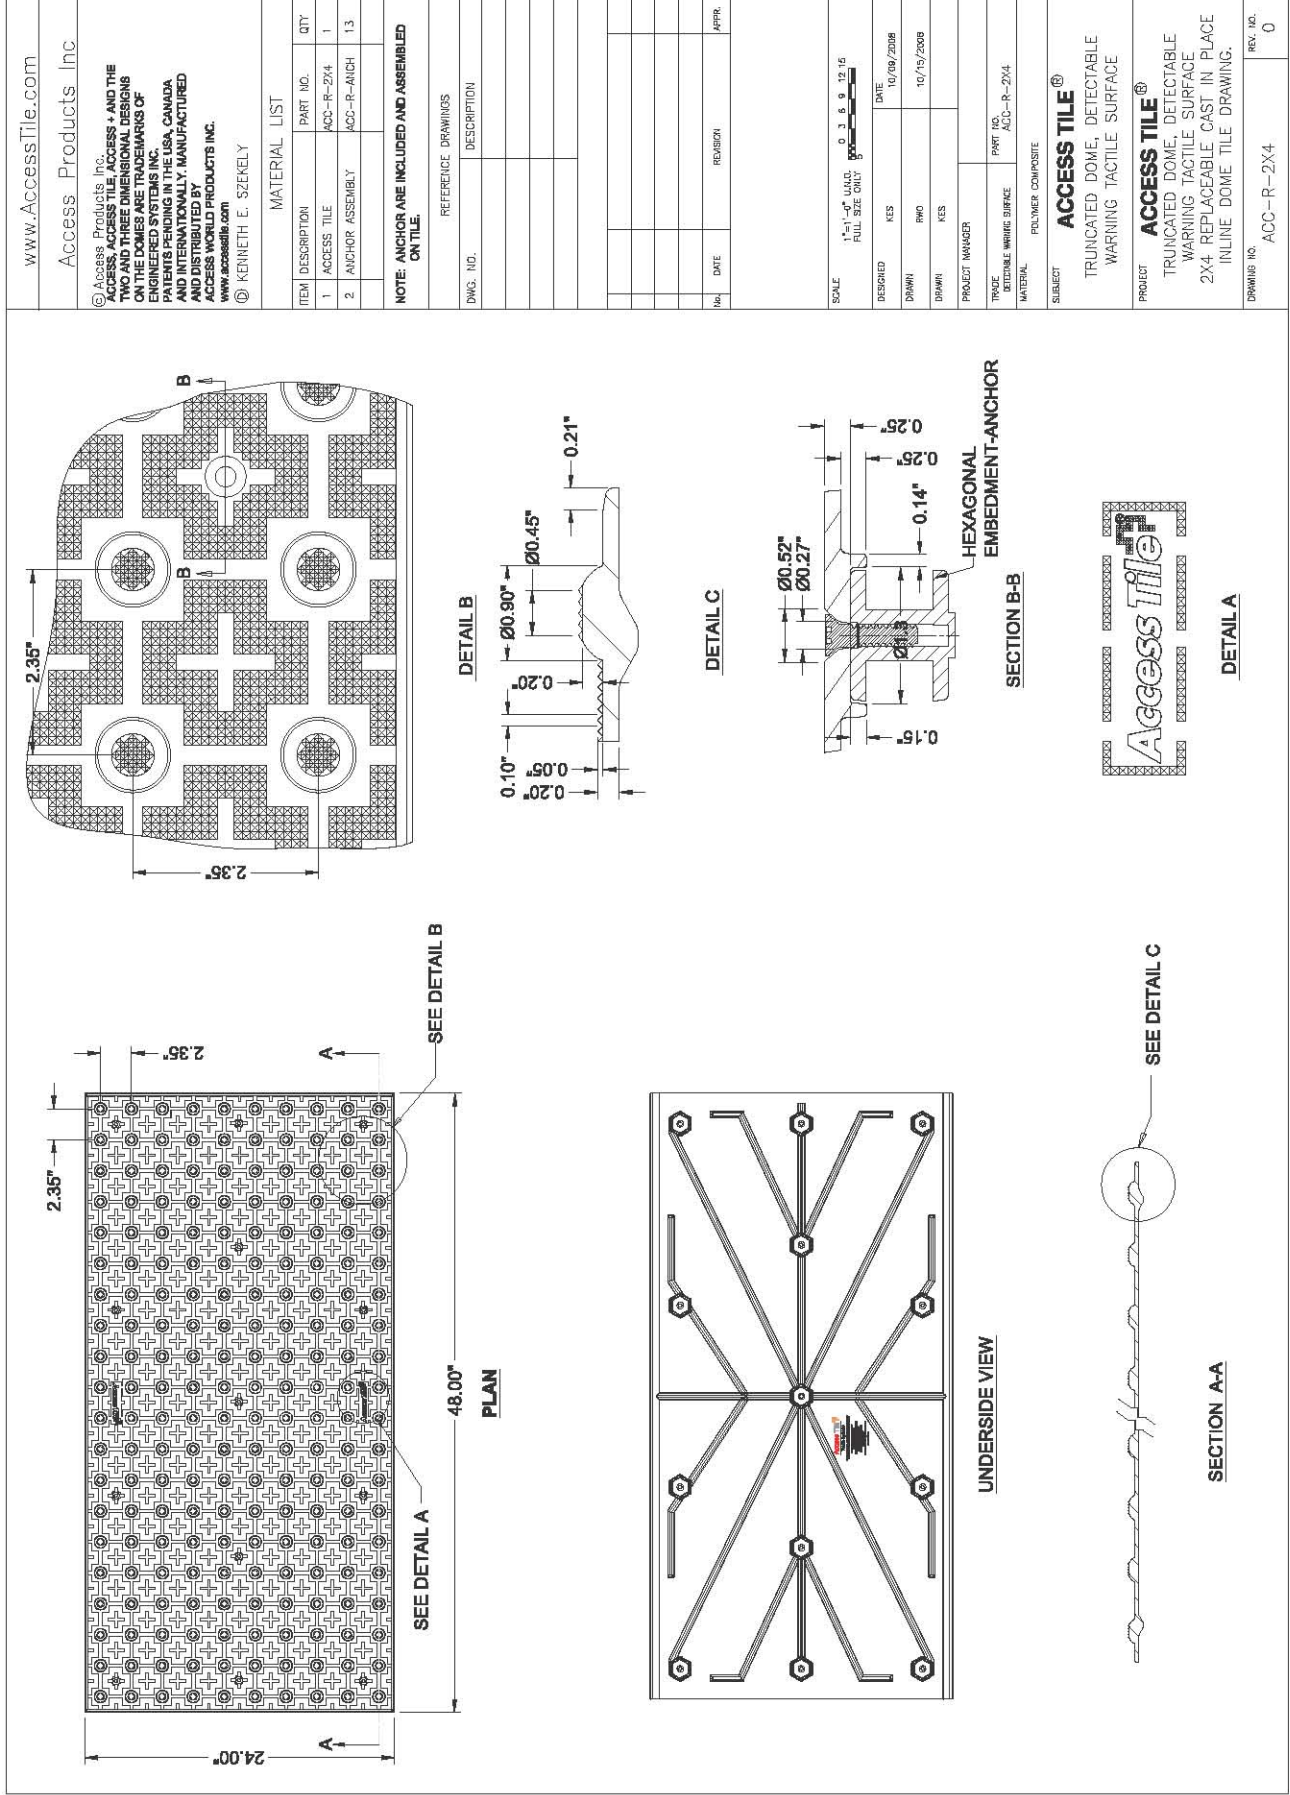 2.35"
2.35"
SEE DETAIL A
SEE DETAIL B
A
A
24.00"
48.00"
PLAN
UNDERSIDE VIEW
SEE DETAIL C
SECTION A-A
2.35"
2.35"
B
B
DETAIL B
0.10"
0.05"
0.20"
0.20"
Ø0.90"
Ø0.45"
0.21"
DETAIL C
Ø0.52"
Ø0.27"
0.15"
Ø1.3
0.14"
0.25"
0.25"
HEXAGONAL
EMBEDMENT-ANCHOR
SECTION B-B
Access Tile®
DETAIL A
www.AccessTile.com
Access Products Inc
© Access Products Inc.
ACCESS, ACCESS TILE, ACCESS + AND THE
TWO AND THREE DIMENSIONAL DESIGNS
ON THE DOMES ARE TRADEMARKS OF
ENGINEERED SYSTEMS INC.
PATENTS PENDING IN THE USA, CANADA
AND INTERNATIONALLY. MANUFACTURED
AND DISTRIBUTED BY
ACCESS WORLD PRODUCTS INC.
www.accesstile.com
Ⓓ KENNETH E. SZEKELY
MATERIAL LIST
ITEM DESCRIPTION PART NO. QTY
1 ACCESS TILE ACC-R-2X4 1
2 ANCHOR ASSEMBLY ACC-R-ANCH 13
NOTE: ANCHOR ARE INCLUDED AND ASSEMBLED
ON TILE.
REFERENCE DRAWINGS
DWG. NO. DESCRIPTION
No. DATE REVISION APPR.
SCALE 1"=1'-0" U.N.O. 0 3 6 9 12 15
FULL SIZE ONLY
DESIGNED KES DATE 10/09/2008
DRAWN RWO 10/15/2008
DRAWN KES
PROJECT MANAGER
TRADE DETECTABLE WARNING SURFACE PART NO. ACC-R-2X4
MATERIAL POLYMER COMPOSITE
SUBJECT ACCESS TILE®
TRUNCATED DOME, DETECTABLE
WARNING TACTILE SURFACE
PROJECT ACCESS TILE®
TRUNCATED DOME, DETECTABLE
WARNING TACTILE SURFACE
2X4 REPLACEABLE CAST IN PLACE
INLINE DOME TILE DRAWING.
DRAWING NO. REV. NO.
ACC-R-2X4 0